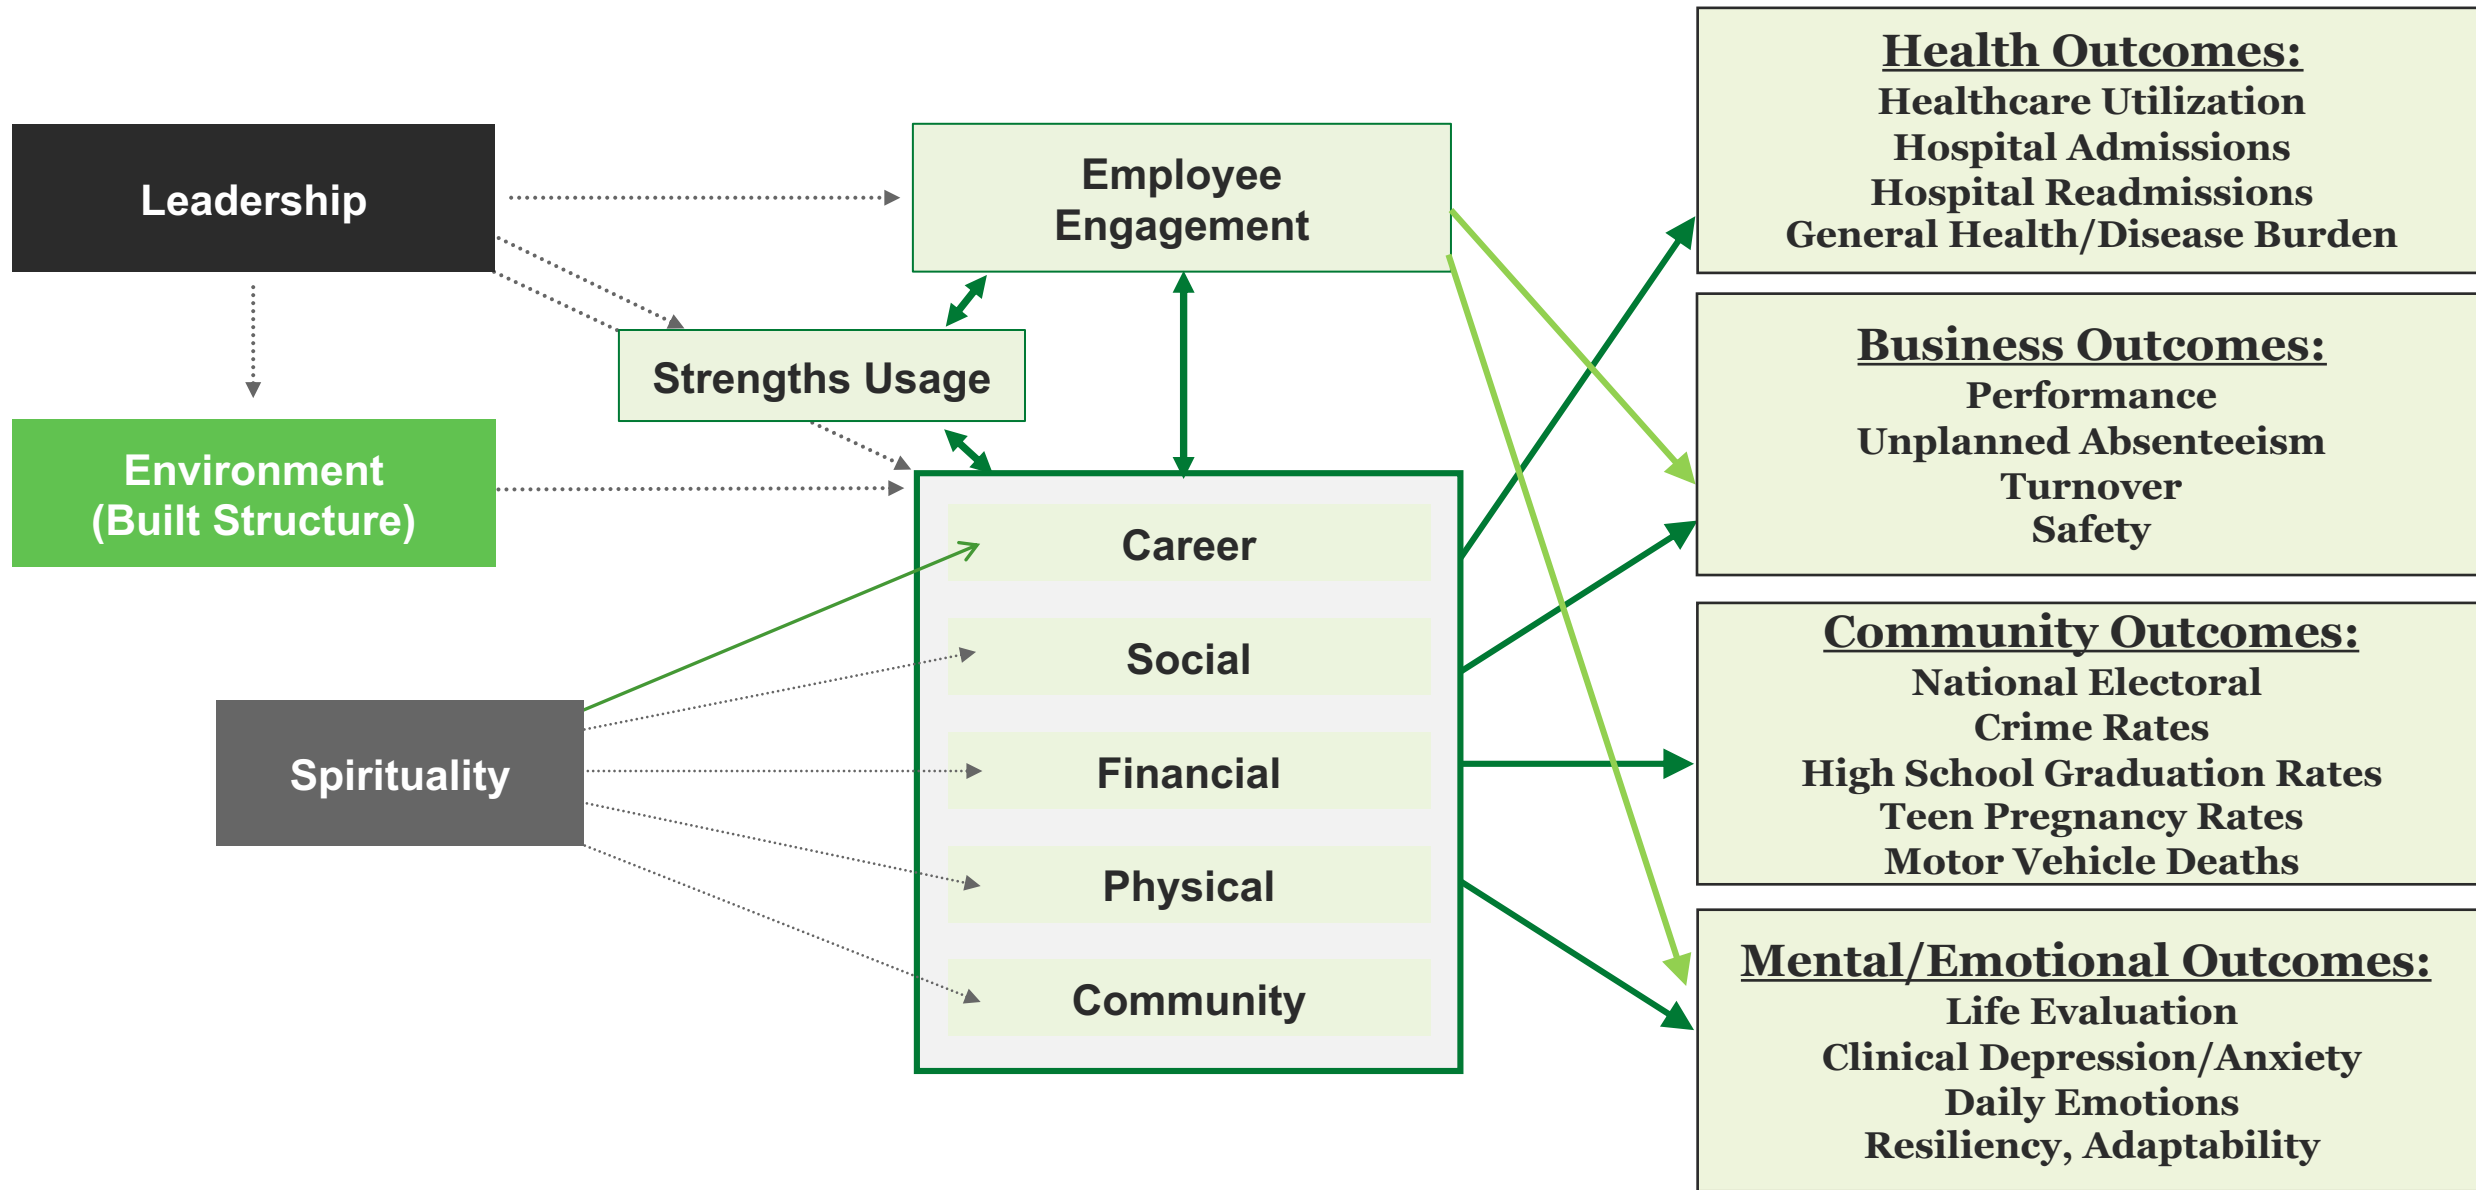 Leadership
Environment
(Built Structure)
Spirituality
Employee
Engagement
Strengths Usage
Career
Social
Financial
Physical
Community
Health Outcomes:
Healthcare Utilization
Hospital Admissions
Hospital Readmissions
General Health/Disease Burden
Business Outcomes:
Performance
Unplanned Absenteeism
Turnover
Safety
Community Outcomes:
National Electoral
Crime Rates
High School Graduation Rates
Teen Pregnancy Rates
Motor Vehicle Deaths
Mental/Emotional Outcomes:
Life Evaluation
Clinical Depression/Anxiety
Daily Emotions
Resiliency, Adaptability